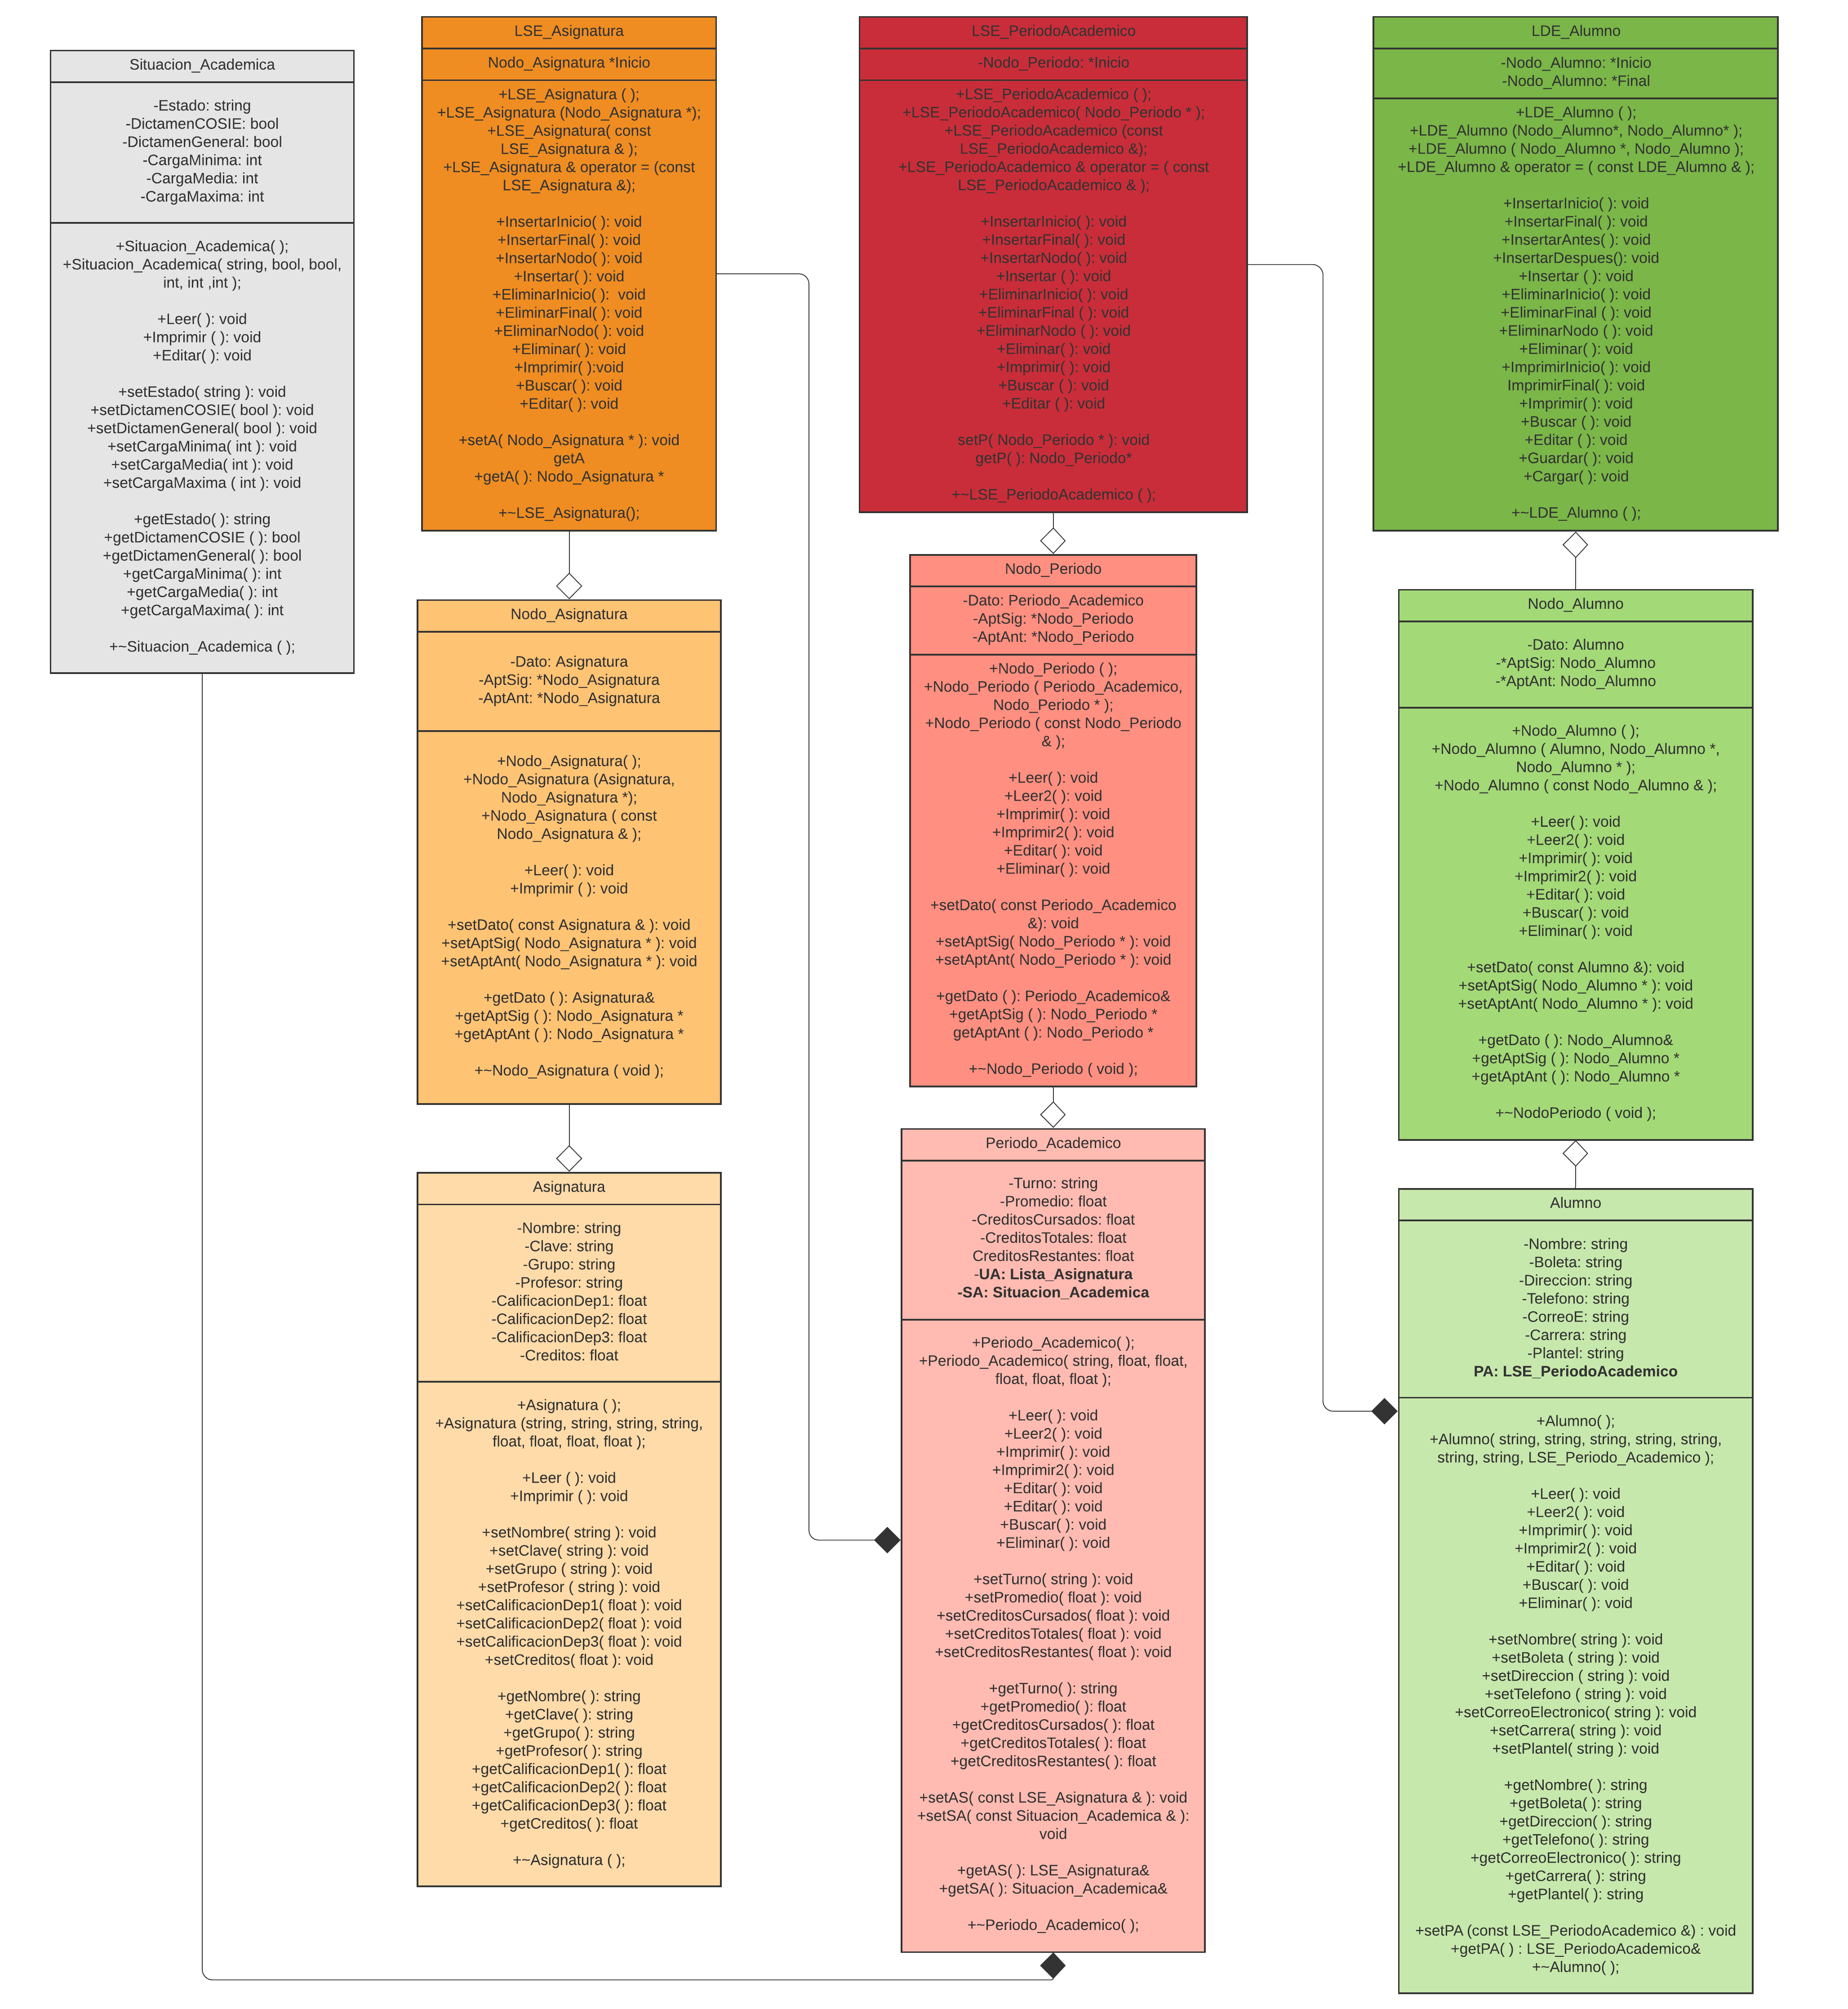 Situacion_Academica
-Estado: string
-DictamenCOSIE: bool
-DictamenGeneral: bool
-CargaMinima: int
-CargaMedia: int
-CargaMaxima: int
+Situacion_Academica( );
+Situacion_Academica( string, bool, bool,
int, int ,int );
+Leer( ): void
+Imprimir ( ): void
+Editar( ): void
+setEstado( string ): void
+setDictamenCOSIE( bool ): void
+setDictamenGeneral( bool ): void
+setCargaMinima( int ): void
+setCargaMedia( int ): void
+setCargaMaxima ( int ): void
+getEstado( ): string
+getDictamenCOSIE ( ): bool
+getDictamenGeneral( ): bool
+getCargaMinima( ): int
+getCargaMedia( ): int
+getCargaMaxima( ): int
+~Situacion_Academica ( );
LSE_Asignatura
Nodo_Asignatura *Inicio
+LSE_Asignatura ( );
+LSE_Asignatura (Nodo_Asignatura *);
+LSE_Asignatura( const
LSE_Asignatura & );
+LSE_Asignatura & operator = (const
LSE_Asignatura &);
+InsertarInicio( ): void
+InsertarFinal( ): void
+InsertarNodo( ): void
+Insertar( ): void
+EliminarInicio( ):  void
+EliminarFinal( ): void
+EliminarNodo( ): void
+Eliminar( ): void
+Imprimir( ):void
+Buscar( ): void
+Editar( ): void
+setA( Nodo_Asignatura * ): void
getA
+getA( ): Nodo_Asignatura *
+~LSE_Asignatura();
Nodo_Asignatura
-Dato: Asignatura
-AptSig: *Nodo_Asignatura
-AptAnt: *Nodo_Asignatura
+Nodo_Asignatura( );
+Nodo_Asignatura (Asignatura,
Nodo_Asignatura *);
+Nodo_Asignatura ( const
Nodo_Asignatura & );
+Leer( ): void
+Imprimir ( ): void
+setDato( const Asignatura & ): void
+setAptSig( Nodo_Asignatura * ): void
+setAptAnt( Nodo_Asignatura * ): void
+getDato ( ): Asignatura&
+getAptSig ( ): Nodo_Asignatura *
+getAptAnt ( ): Nodo_Asignatura *
+~Nodo_Asignatura ( void );
Asignatura
-Nombre: string
-Clave: string
-Grupo: string
-Profesor: string
-CalificacionDep1: float
-CalificacionDep2: float
-CalificacionDep3: float
-Creditos: float
+Asignatura ( );
+Asignatura (string, string, string, string,
float, float, float, float );
+Leer ( ): void
+Imprimir ( ): void
+setNombre( string ): void
+setClave( string ): void
+setGrupo ( string ): void
+setProfesor ( string ): void
+setCalificacionDep1( float ): void
+setCalificacionDep2( float ): void
+setCalificacionDep3( float ): void
+setCreditos( float ): void
+getNombre( ): string
+getClave( ): string
+getGrupo( ): string
+getProfesor( ): string
+getCalificacionDep1( ): float
+getCalificacionDep2( ): float
+getCalificacionDep3( ): float
+getCreditos( ): float
+~Asignatura ( );
LSE_PeriodoAcademico
-Nodo_Periodo: *Inicio
+LSE_PeriodoAcademico ( );
+LSE_PeriodoAcademico( Nodo_Periodo * );
+LSE_PeriodoAcademico (const
LSE_PeriodoAcademico &);
+LSE_PeriodoAcademico & operator = ( const
LSE_PeriodoAcademico & );
+InsertarInicio( ): void
+InsertarFinal( ): void
+InsertarNodo( ): void
+Insertar ( ): void
+EliminarInicio( ): void
+EliminarFinal ( ): void
+EliminarNodo ( ): void
+Eliminar( ): void
+Imprimir( ): void
+Buscar ( ): void
+Editar ( ): void
setP( Nodo_Periodo * ): void
getP( ): Nodo_Periodo*
+~LSE_PeriodoAcademico ( );
Nodo_Periodo
-Dato: Periodo_Academico
-AptSig: *Nodo_Periodo
-AptAnt: *Nodo_Periodo
+Nodo_Periodo ( );
+Nodo_Periodo ( Periodo_Academico,
Nodo_Periodo * );
+Nodo_Periodo ( const Nodo_Periodo
& );
+Leer( ): void
+Leer2( ): void
+Imprimir( ): void
+Imprimir2( ): void
+Editar( ): void
+Eliminar( ): void
+setDato( const Periodo_Academico
&): void
+setAptSig( Nodo_Periodo * ): void
+setAptAnt( Nodo_Periodo * ): void
+getDato ( ): Periodo_Academico&
+getAptSig ( ): Nodo_Periodo *
getAptAnt ( ): Nodo_Periodo *
+~Nodo_Periodo ( void );
Periodo_Academico
-Turno: string
-Promedio: float
-CreditosCursados: float
-CreditosTotales: float
CreditosRestantes: float
-UA: Lista_Asignatura
-SA: Situacion_Academica
+Periodo_Academico( );
+Periodo_Academico( string, float, float,
float, float, float );
+Leer( ): void
+Leer2( ): void
+Imprimir( ): void
+Imprimir2( ): void
+Editar( ): void
+Editar( ): void
+Buscar( ): void
+Eliminar( ): void
+setTurno( string ): void
+setPromedio( float ): void
+setCreditosCursados( float ): void
+setCreditosTotales( float ): void
+setCreditosRestantes( float ): void
+getTurno( ): string
+getPromedio( ): float
+getCreditosCursados( ): float
+getCreditosTotales( ): float
+getCreditosRestantes( ): float
+setAS( const LSE_Asignatura & ): void
+setSA( const Situacion_Academica & ):
void
+getAS( ): LSE_Asignatura&
+getSA( ): Situacion_Academica&
+~Periodo_Academico( );
LDE_Alumno
-Nodo_Alumno: *Inicio
-Nodo_Alumno: *Final
+LDE_Alumno ( );
+LDE_Alumno (Nodo_Alumno*, Nodo_Alumno* );
+LDE_Alumno ( Nodo_Alumno *, Nodo_Alumno );
+LDE_Alumno & operator = ( const LDE_Alumno & );
+InsertarInicio( ): void
+InsertarFinal( ): void
+InsertarAntes( ): void
+InsertarDespues(): void
+Insertar ( ): void
+EliminarInicio( ): void
+EliminarFinal ( ): void
+EliminarNodo ( ): void
+Eliminar( ): void
+ImprimirInicio( ): void
ImprimirFinal( ): void
+Imprimir( ): void
+Buscar ( ): void
+Editar ( ): void
+Guardar( ): void
+Cargar( ): void
+~LDE_Alumno ( );
Nodo_Alumno
-Dato: Alumno
-*AptSig: Nodo_Alumno
-*AptAnt: Nodo_Alumno
+Nodo_Alumno ( );
+Nodo_Alumno ( Alumno, Nodo_Alumno *,
Nodo_Alumno * );
+Nodo_Alumno ( const Nodo_Alumno & );
+Leer( ): void
+Leer2( ): void
+Imprimir( ): void
+Imprimir2( ): void
+Editar( ): void
+Buscar( ): void
+Eliminar( ): void
+setDato( const Alumno &): void
+setAptSig( Nodo_Alumno * ): void
+setAptAnt( Nodo_Alumno * ): void
+getDato ( ): Nodo_Alumno&
+getAptSig ( ): Nodo_Alumno *
+getAptAnt ( ): Nodo_Alumno *
+~NodoPeriodo ( void );
Alumno
-Nombre: string
-Boleta: string
-Direccion: string
-Telefono: string
-CorreoE: string
-Carrera: string
-Plantel: string
PA: LSE_PeriodoAcademico
+Alumno( );
+Alumno( string, string, string, string, string,
string, string, LSE_Periodo_Academico );
+Leer( ): void
+Leer2( ): void
+Imprimir( ): void
+Imprimir2( ): void
+Editar( ): void
+Buscar( ): void
+Eliminar( ): void
+setNombre( string ): void
+setBoleta ( string ): void
+setDireccion ( string ): void
+setTelefono ( string ): void
+setCorreoElectronico( string ): void
+setCarrera( string ): void
+setPlantel( string ): void
+getNombre( ): string
+getBoleta( ): string
+getDireccion( ): string
+getTelefono( ): string
+getCorreoElectronico( ): string
+getCarrera( ): string
+getPlantel( ): string
+setPA (const LSE_PeriodoAcademico &) : void
+getPA( ) : LSE_PeriodoAcademico&
+~Alumno( );